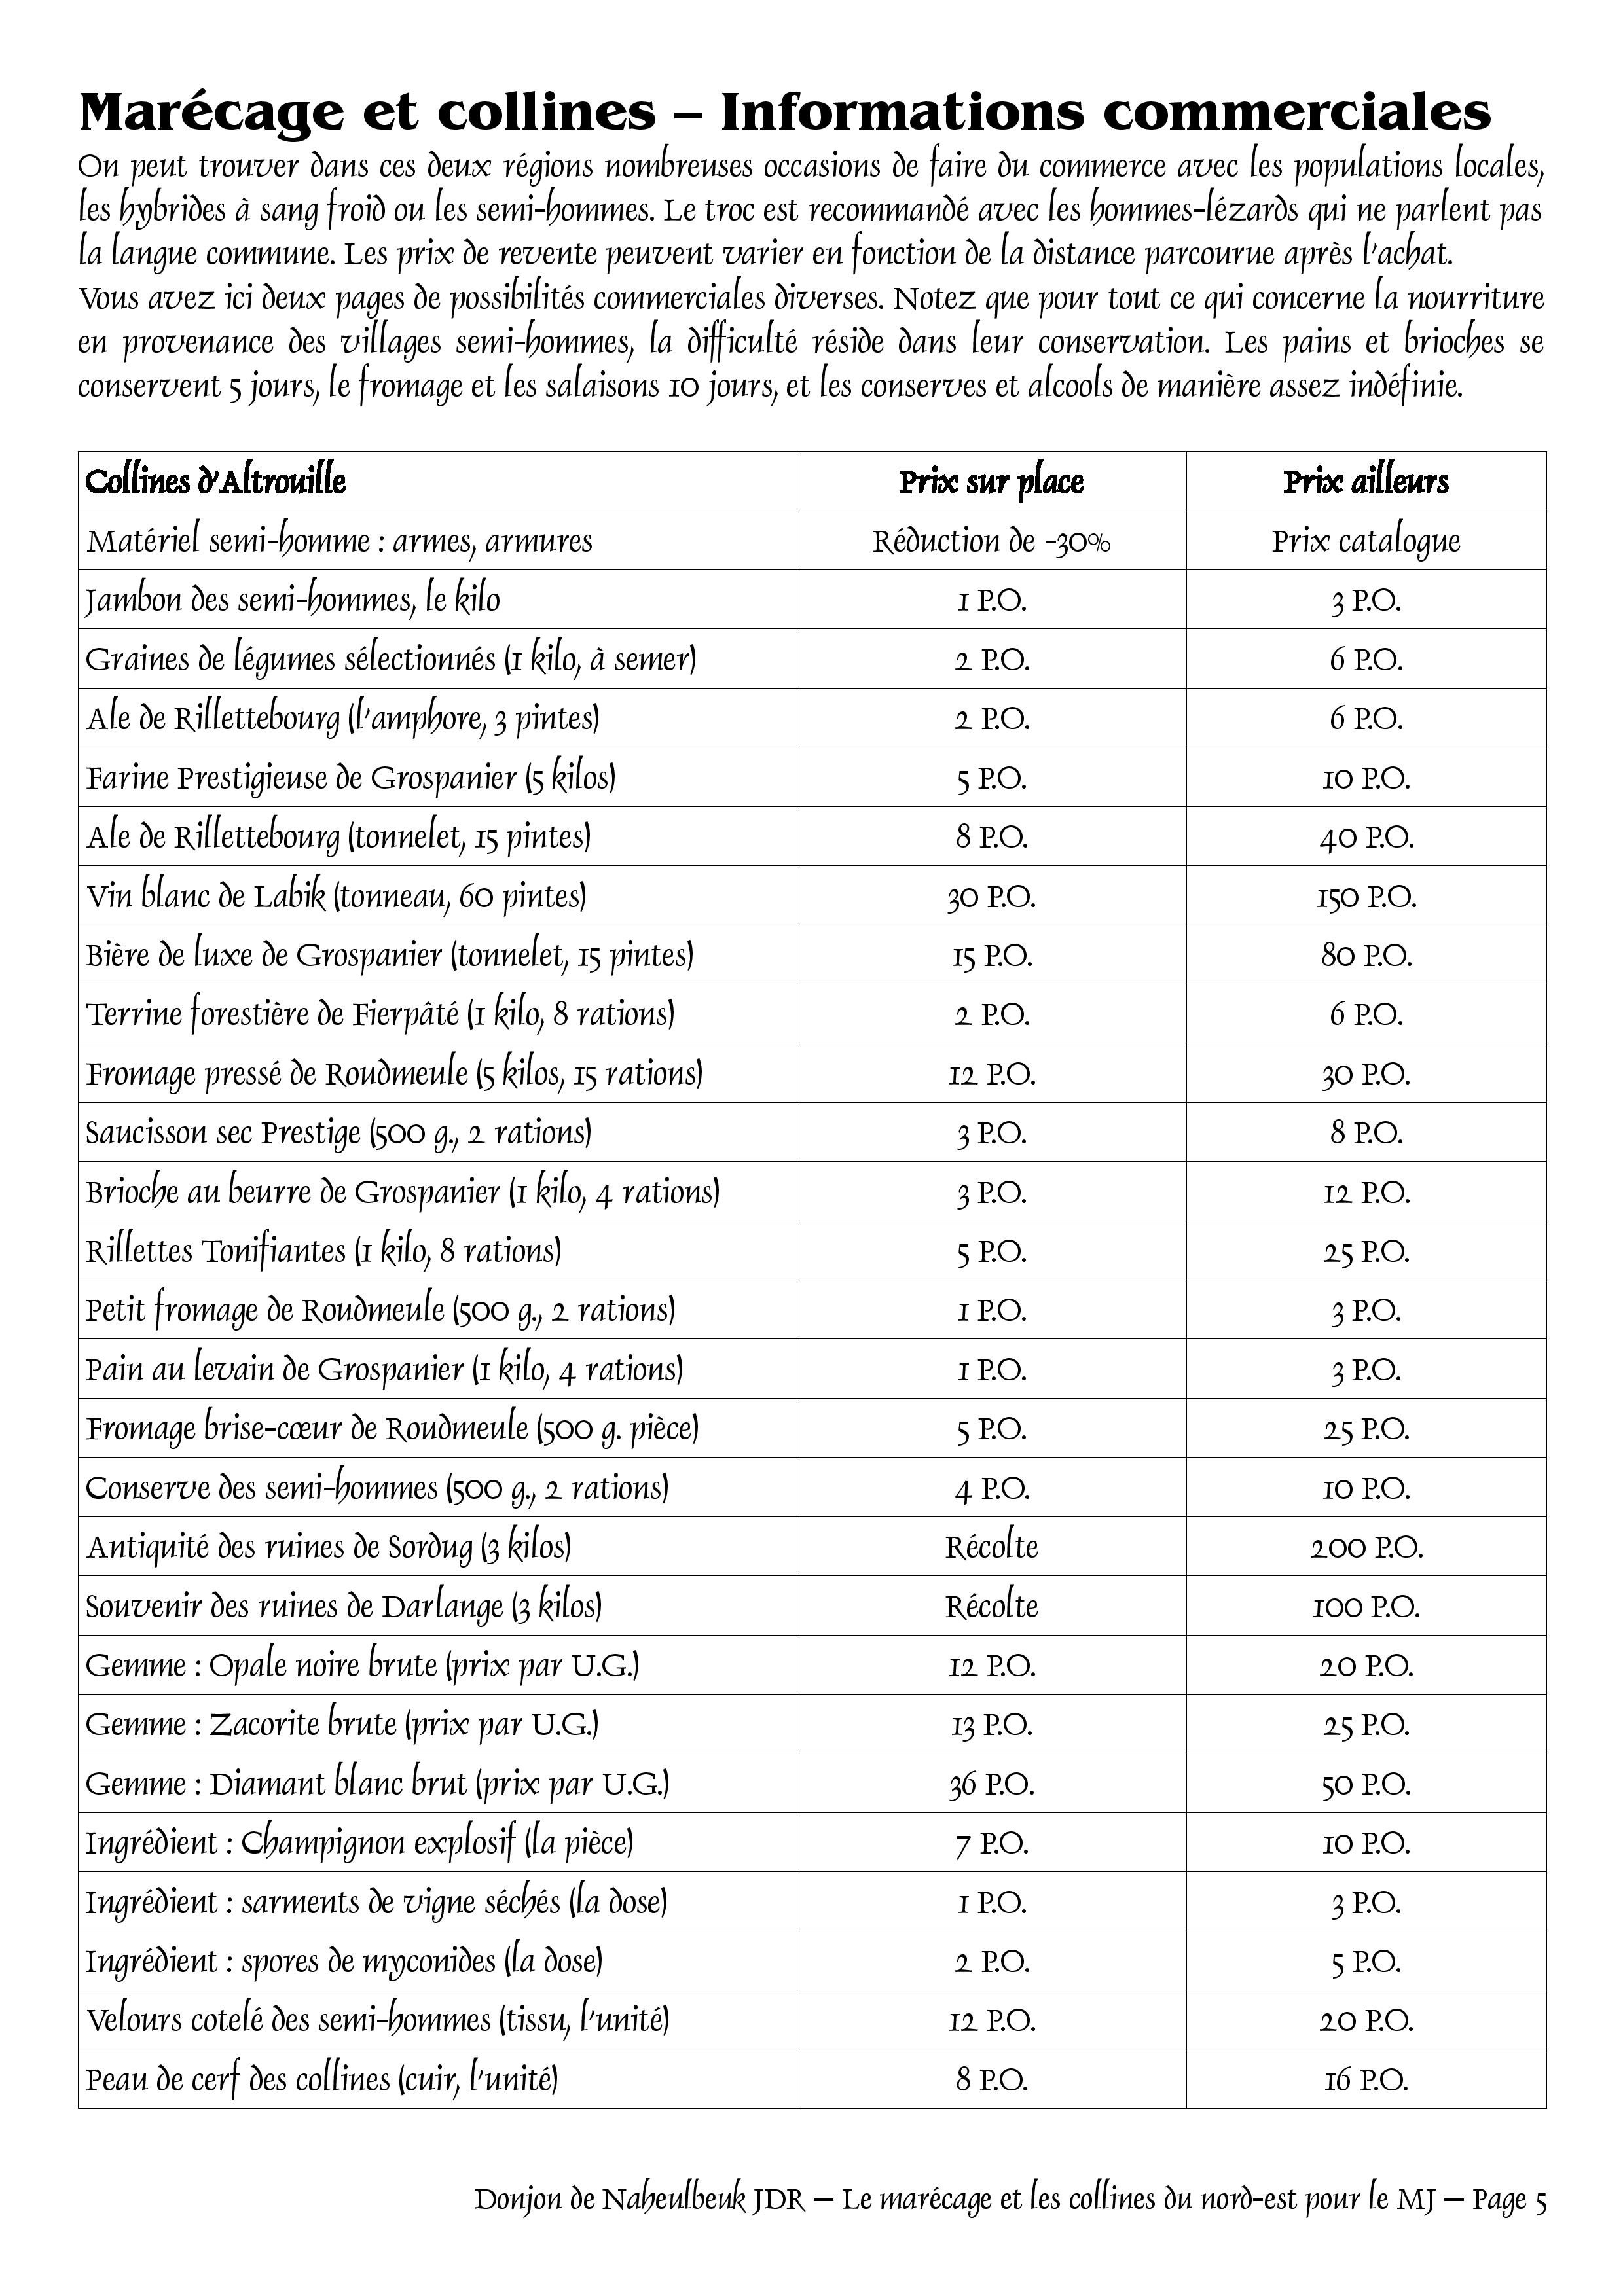 Marécage et collines – Informations commerciales
On peut trouver dans ces deux régions nombreuses occasions de faire du commerce avec les populations locales,
les hybrides à sang froid ou les semi-hommes. Le troc est recommandé avec les hommes-lézards qui ne parlent pas
la langue commune. Les prix de revente peuvent varier en fonction de la distance parcourue après l'achat.
Vous avez ici deux pages de possibilités commerciales diverses. Notez que pour tout ce qui concerne la nourriture
en provenance des villages semi-hommes, la difficulté réside dans leur conservation. Les pains et brioches se
conservent 5 jours, le fromage et les salaisons 10 jours, et les conserves et alcools de manière assez indéfinie.
Collines d'Altrouille Prix sur place Prix ailleurs
Matériel semi-homme : armes, armures Réduction de -30% Prix catalogue
Jambon des semi-hommes, le kilo 1 P.O. 3 P.O.
Graines de légumes sélectionnés (1 kilo, à semer) 2 P.O. 6 P.O.
Ale de Rillettebourg (l'amphore, 3 pintes) 2 P.O. 6 P.O.
Farine Prestigieuse de Grospanier (5 kilos) 5 P.O. 10 P.O.
Ale de Rillettebourg (tonnelet, 15 pintes) 8 P.O. 40 P.O.
Vin blanc de Labik (tonneau, 60 pintes) 30 P.O. 150 P.O.
Bière de luxe de Grospanier (tonnelet, 15 pintes) 15 P.O. 80 P.O.
Terrine forestière de Fierpâté (1 kilo, 8 rations) 2 P.O. 6 P.O.
Fromage pressé de Roudmeule (5 kilos, 15 rations) 12 P.O. 30 P.O.
Saucisson sec Prestige (500 g., 2 rations) 3 P.O. 8 P.O.
Brioche au beurre de Grospanier (1 kilo, 4 rations) 3 P.O. 12 P.O.
Rillettes Tonifiantes (1 kilo, 8 rations) 5 P.O. 25 P.O.
Petit fromage de Roudmeule (500 g., 2 rations) 1 P.O. 3 P.O.
Pain au levain de Grospanier (1 kilo, 4 rations) 1 P.O. 3 P.O.
Fromage brise-cœur de Roudmeule (500 g. pièce) 5 P.O. 25 P.O.
Conserve des semi-hommes (500 g., 2 rations) 4 P.O. 10 P.O.
Antiquité des ruines de Sordug (3 kilos) Récolte 200 P.O.
Souvenir des ruines de Darlange (3 kilos) Récolte 100 P.O.
Gemme : Opale noire brute (prix par U.G.) 12 P.O. 20 P.O.
Gemme : Zacorite brute (prix par U.G.) 13 P.O. 25 P.O.
Gemme : Diamant blanc brut (prix par U.G.) 36 P.O. 50 P.O.
Ingrédient : Champignon explosif (la pièce) 7 P.O. 10 P.O.
Ingrédient : sarments de vigne séchés (la dose) 1 P.O. 3 P.O.
Ingrédient : spores de myconides (la dose) 2 P.O. 5 P.O.
Velours cotelé des semi-hommes (tissu, l'unité) 12 P.O. 20 P.O.
Peau de cerf des collines (cuir, l'unité) 8 P.O. 16 P.O.
Donjon de Naheulbeuk JDR – Le marécage et les collines du nord-est pour le MJ – Page 5